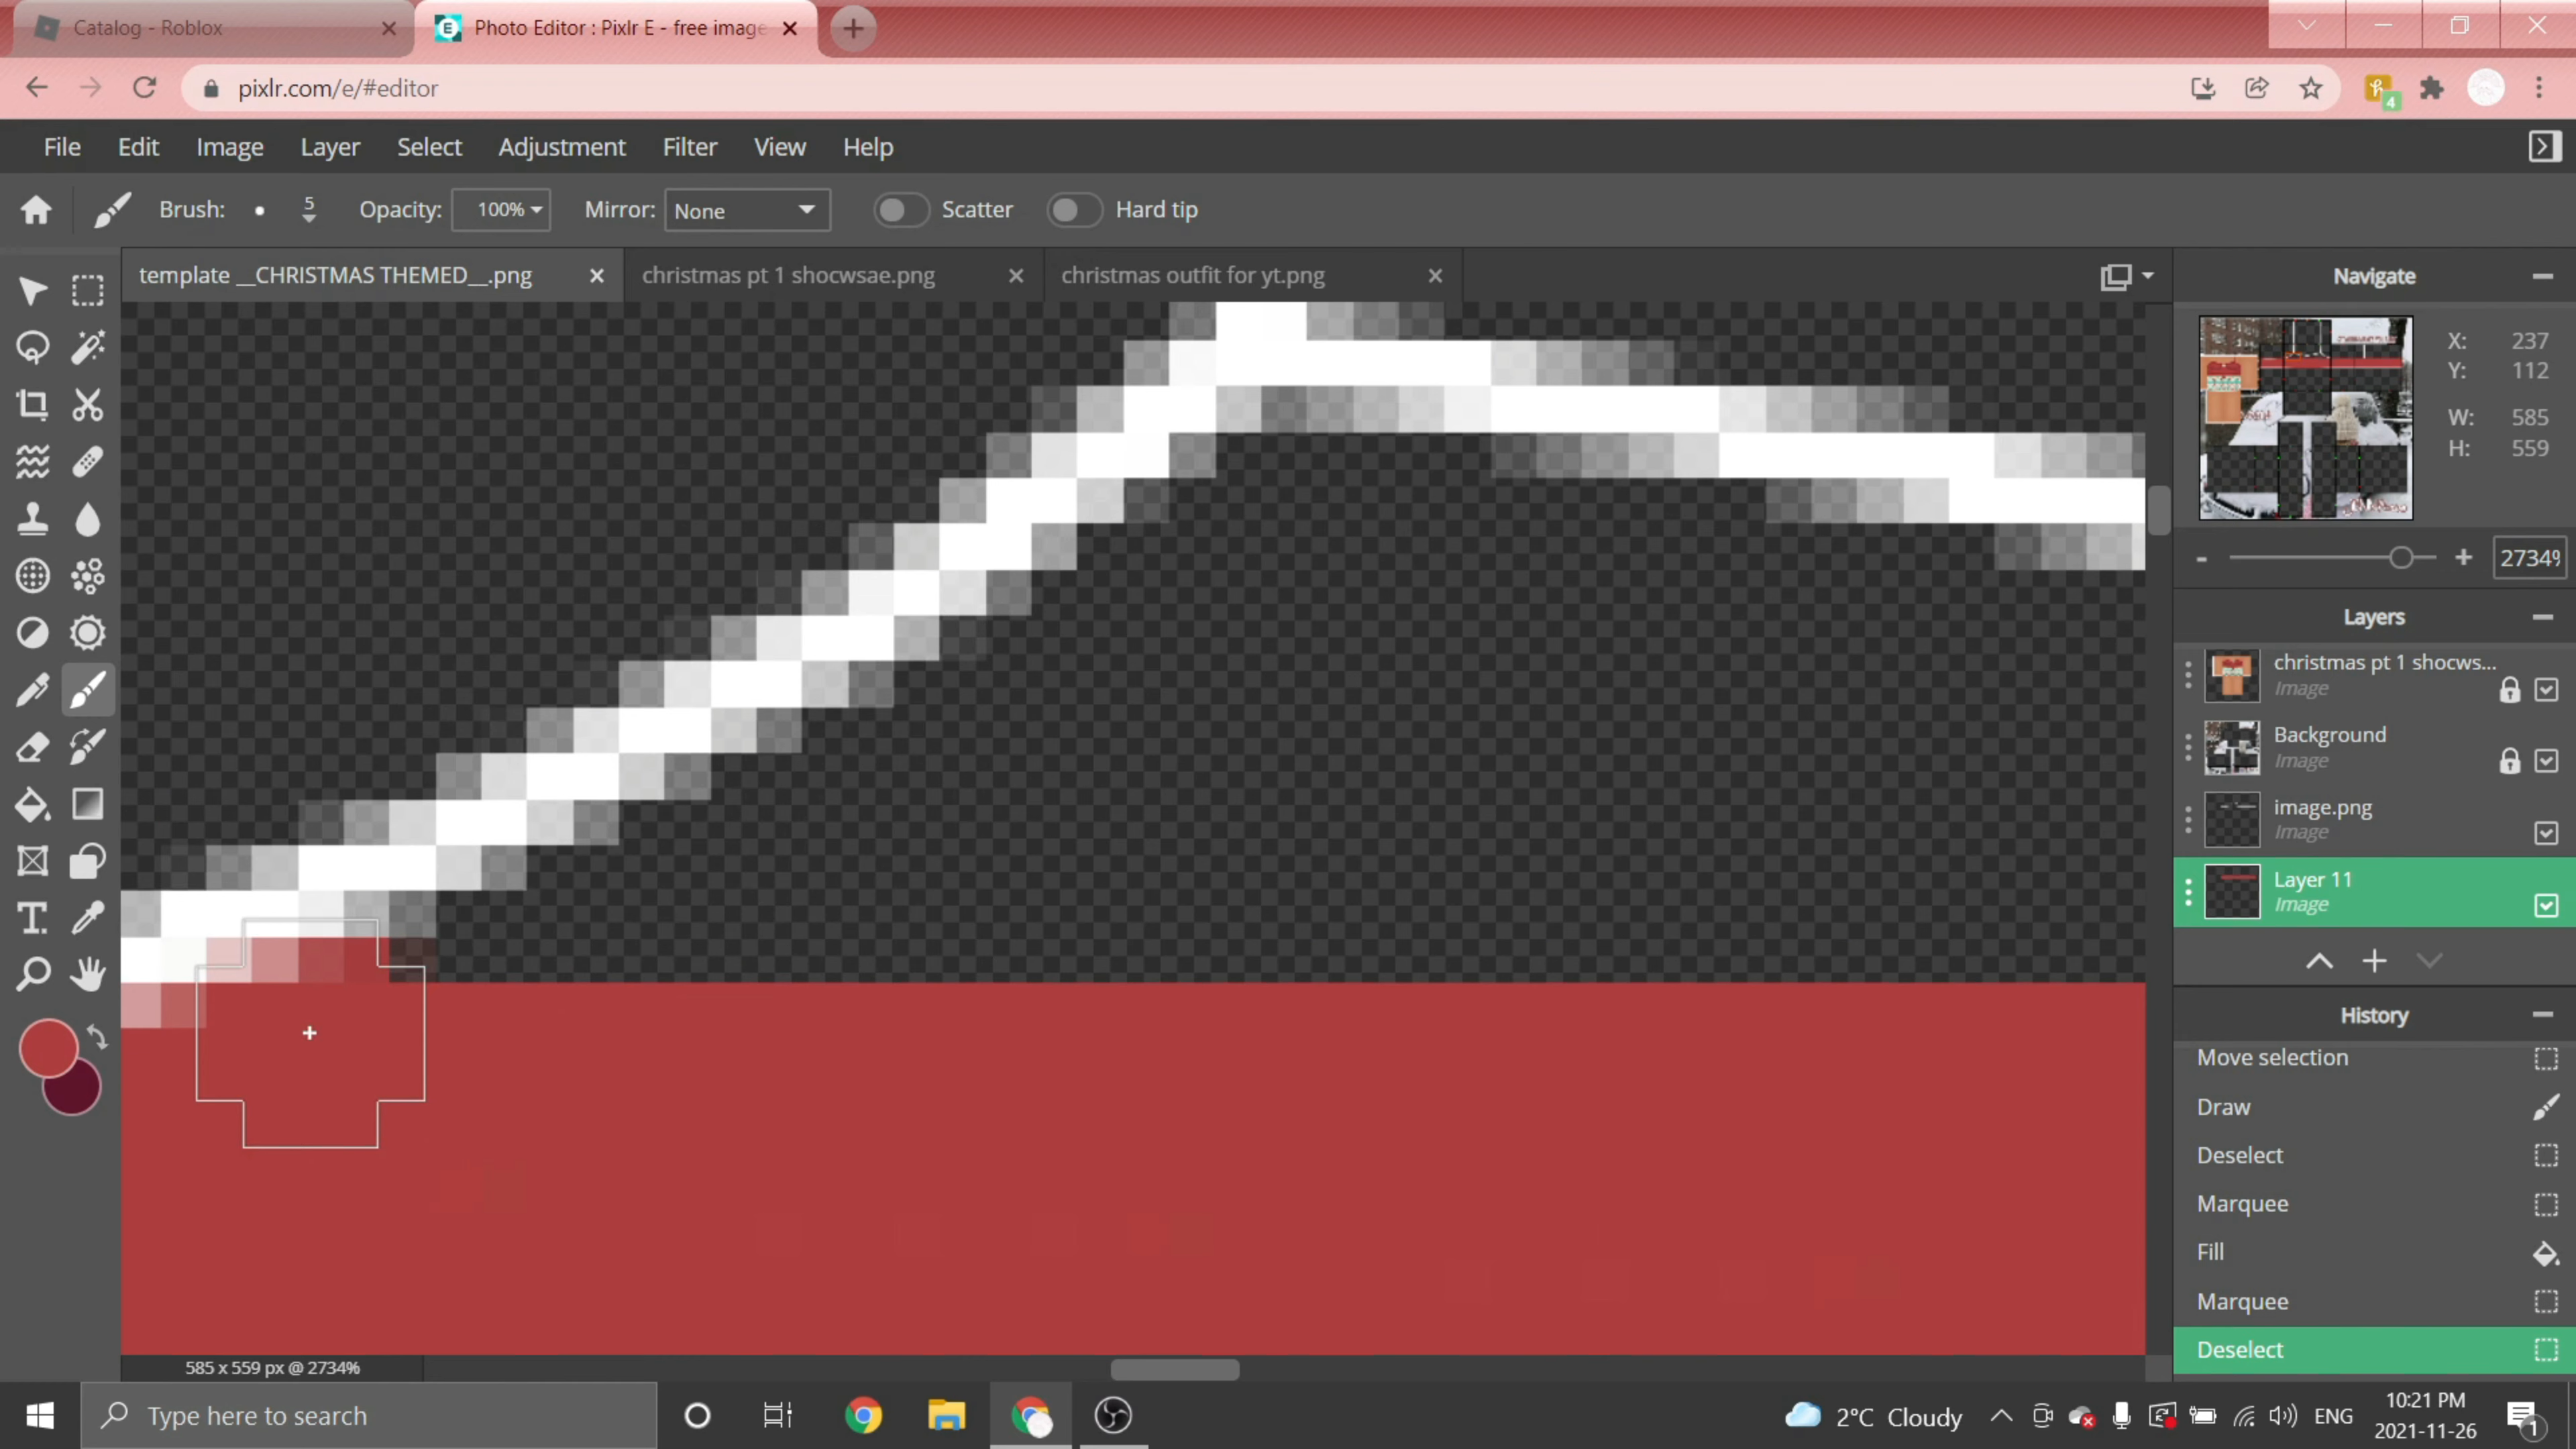 Catalog - Roblox
Photo Editor : Pixlr E - free image
pixlr.com/e/#editor
4
File Edit Image Layer Select Adjustment Filter View Help
Brush: 5 Opacity: 100% Mirror: None Scatter Hard tip
template __CHRISTMAS THEMED__.png
christmas pt 1 shocwsae.png
christmas outfit for yt.png
Navigate
X: 237
Y: 112
W: 585
H: 559
2734%
Layers
christmas pt 1 shocws...
Image
Background
Image
image.png
Image
Layer 11
Image
History
Move selection
Draw
Deselect
Marquee
Fill
Marquee
Deselect
585 x 559 px @ 2734%
Type here to search
2°C Cloudy
ENG
10:21 PM
2021-11-26
1